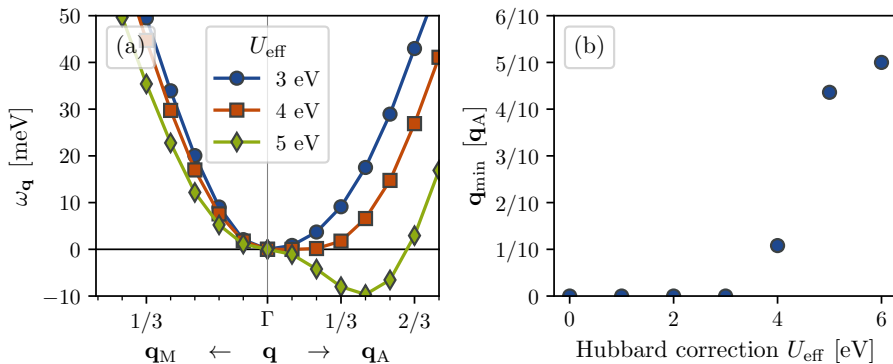 (a)
U_eff
3 eV
4 eV
5 eV
50
40
30
20
10
0
−10
ω_q [meV]
1/3
Γ
1/3
2/3
q_M ← q → q_A
(b)
6/10
5/10
4/10
3/10
2/10
1/10
0
q_min [q_A]
0
2
4
6
Hubbard correction U_eff [eV]